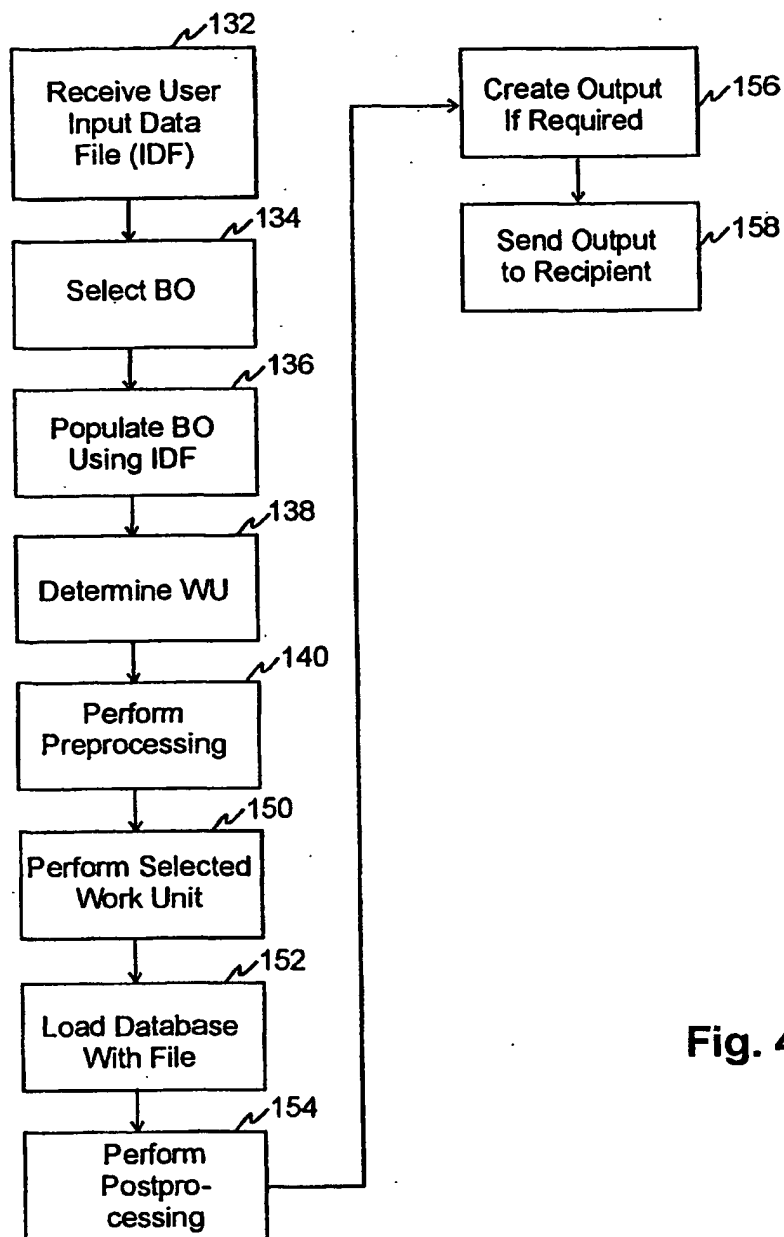 132
Receive User
Input Data
File (IDF)
134
Select BO
136
Populate BO
Using IDF
138
Determine WU
140
Perform
Preprocessing
150
Perform Selected
Work Unit
152
Load Database
With File
154
Perform
Postpro-
cessing
Create Output
If Required
156
Send Output
to Recipient
158
Fig. 4